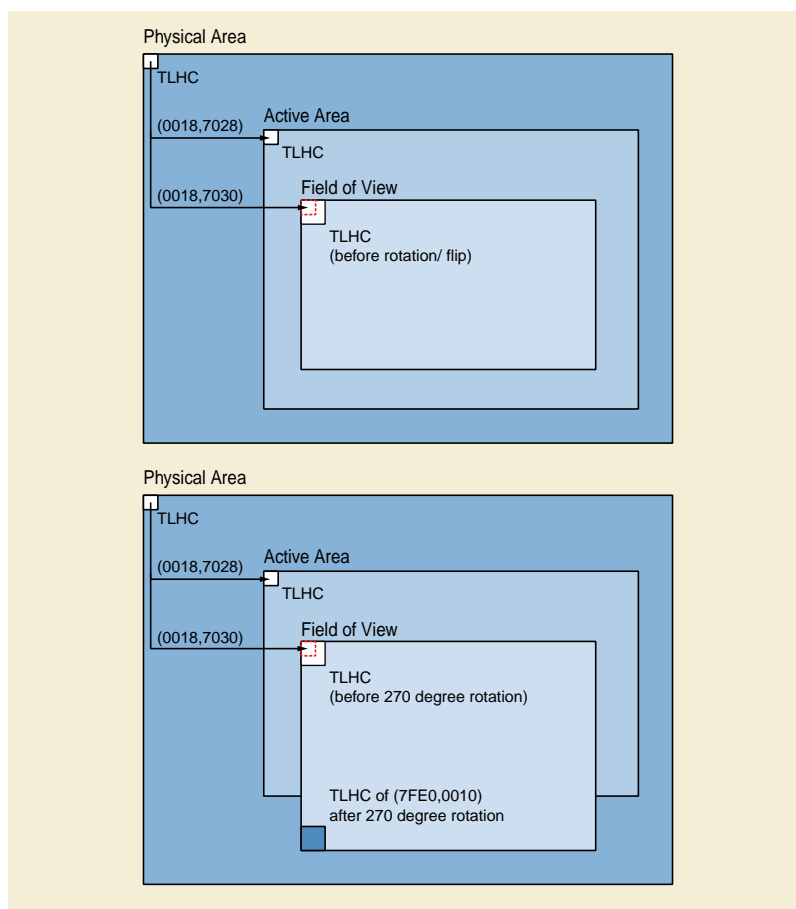 Physical Area
TLHC
(0018,7028)
Active Area
TLHC
(0018,7030)
Field of View
TLHC
(before rotation/ flip)
Physical Area
TLHC
(0018,7028)
Active Area
TLHC
(0018,7030)
Field of View
TLHC
(before 270 degree rotation)
TLHC of (7FE0,0010)
after 270 degree rotation